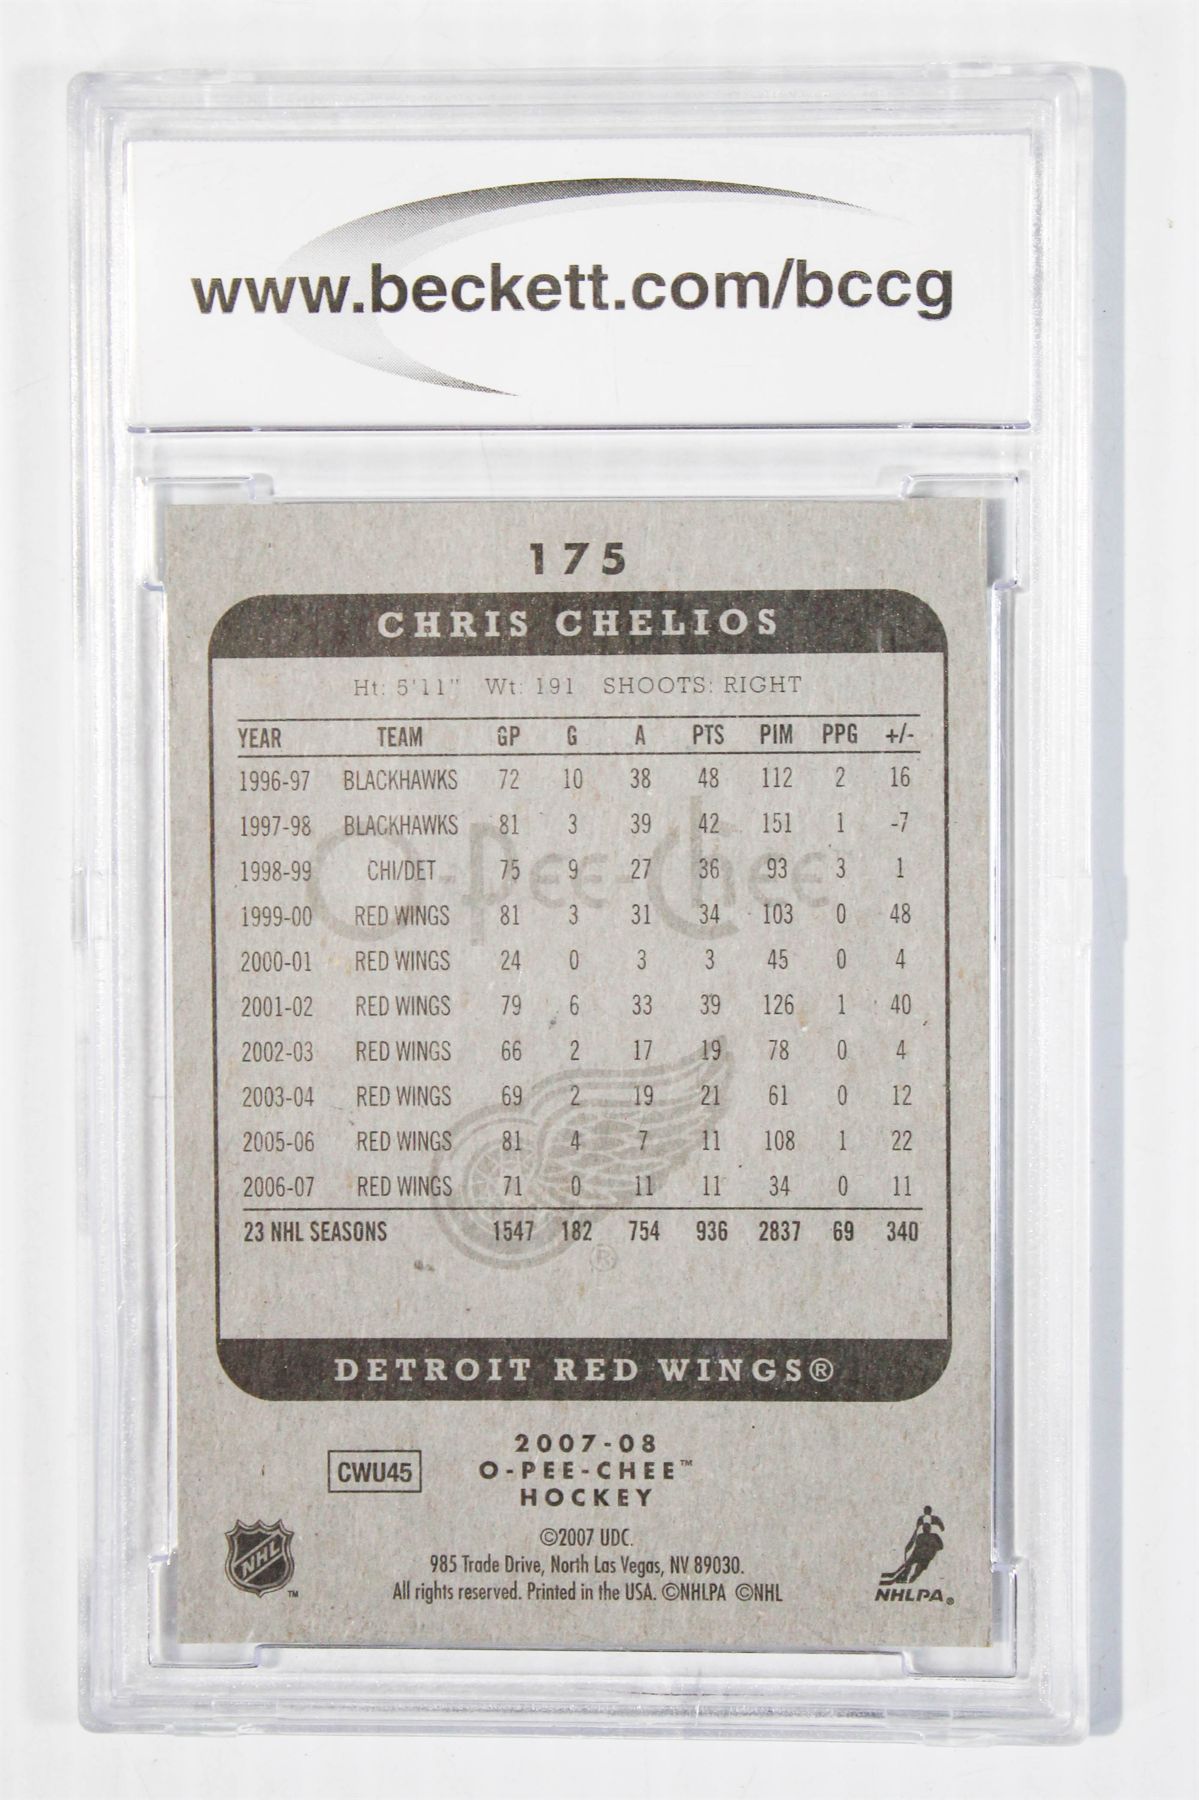 www.beckett.com/bccg
175
CHRIS CHELIOS
Ht: 5'11" Wt: 191 SHOOTS: RIGHT
YEAR TEAM GP G A PTS PIM PPG +/-
1996-97 BLACKHAWKS 72 10 38 48 112 2 16
1997-98 BLACKHAWKS 81 3 39 42 151 1 -7
1998-99 CHI/DET 75 9 27 36 93 3 1
1999-00 RED WINGS 81 3 31 34 103 0 48
2000-01 RED WINGS 24 0 3 3 45 0 4
2001-02 RED WINGS 79 6 33 39 126 1 40
2002-03 RED WINGS 66 2 17 19 78 0 4
2003-04 RED WINGS 69 2 19 21 61 0 12
2005-06 RED WINGS 81 4 7 11 108 1 22
2006-07 RED WINGS 71 0 11 11 34 0 11
23 NHL SEASONS 1547 182 754 936 2837 69 340
O-Pee-Chee
®
DETROIT RED WINGS®
2007-08
CWU45 O-PEE-CHEE™
HOCKEY
©2007 UDC.
985 Trade Drive, North Las Vegas, NV 89030.
All rights reserved. Printed in the USA. ©NHLPA ©NHL
NHL™
NHLPA®